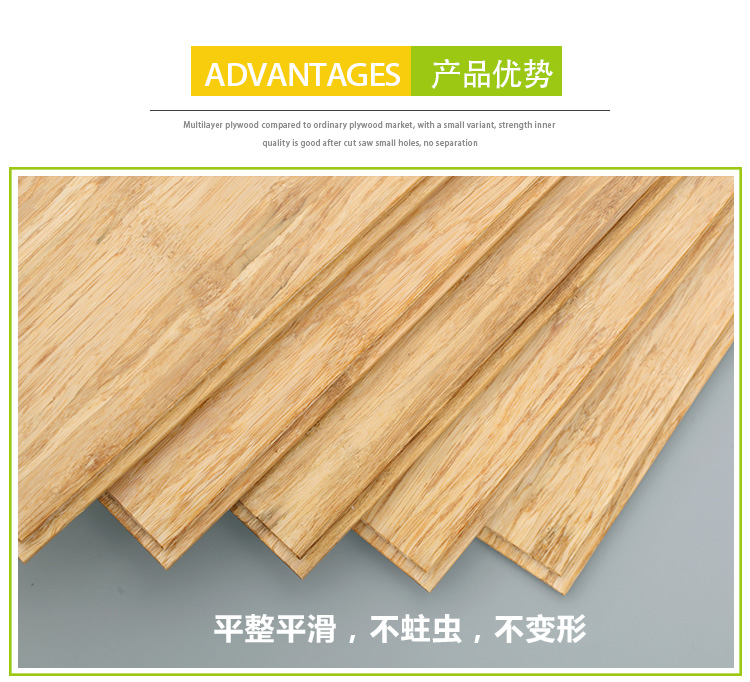 ADVANTAGES 产品优势
Multilayer plywood compared to ordinary plywood market, with a small variant, strength inner
quality is good after cut saw small holes, no separation
平整平滑，不蛀虫，不变形